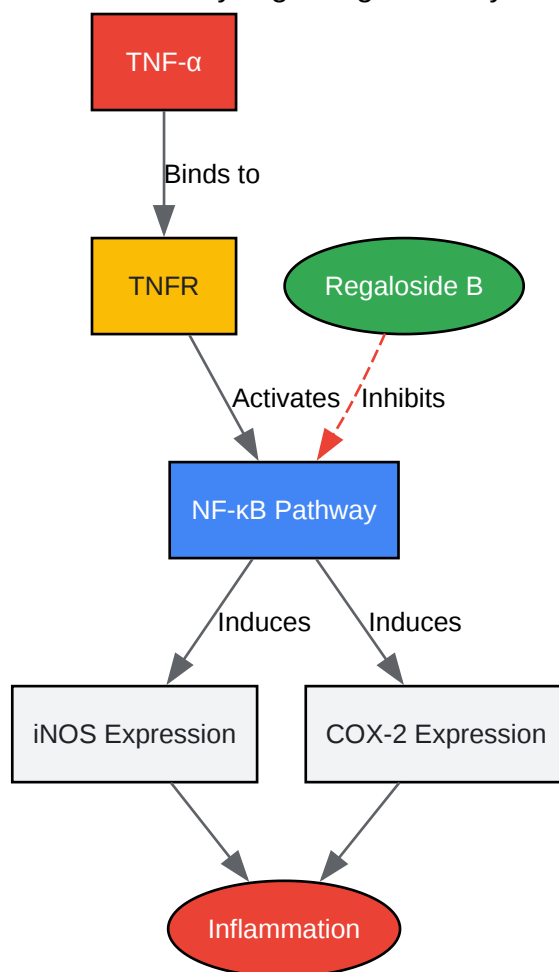 TNF-α
Binds to
TNFR
Regaloside B
Activates
Inhibits
NF-κB Pathway
Induces
Induces
iNOS Expression
COX-2 Expression
Inflammation